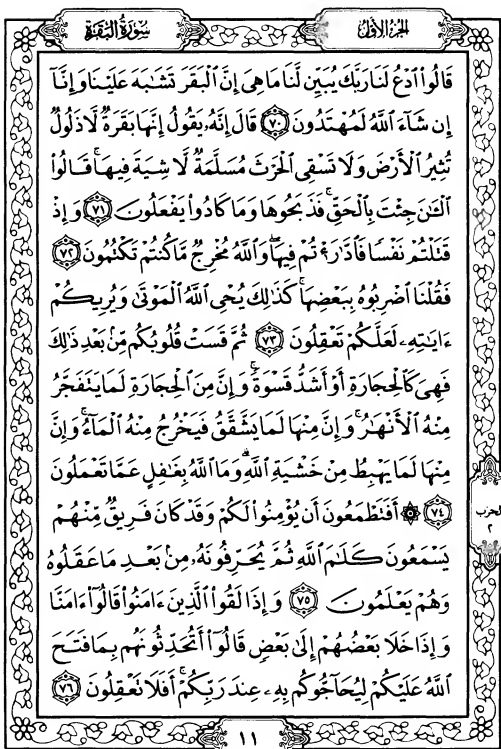 الجزء الأول
سورة البقرة
قَالُوا۟ ٱدْعُ لَنَا رَبَّكَ يُبَيِّن لَّنَا مَا هِىَ إِنَّ ٱلْبَقَرَ تَشَٰبَهَ عَلَيْنَا وَإِنَّآ
إِن شَآءَ ٱللَّهُ لَمُهْتَدُونَ ٧٠ قَالَ إِنَّهُۥ يَقُولُ إِنَّهَا بَقَرَةٌ لَّا ذَلُولٌ
تُثِيرُ ٱلْأَرْضَ وَلَا تَسْقِى ٱلْحَرْثَ مُسَلَّمَةٌ لَّا شِيَةَ فِيهَا ۚ قَالُوا۟
ٱلْـَٰٔنَ جِئْتَ بِٱلْحَقِّ ۚ فَذَبَحُوهَا وَمَا كَادُوا۟ يَفْعَلُونَ ٧١ وَإِذْ
قَتَلْتُمْ نَفْسًا فَٱدَّٰرَْٰٔتُمْ فِيهَا ۖ وَٱللَّهُ مُخْرِجٌ مَّا كُنتُمْ تَكْتُمُونَ ٧٢
فَقُلْنَا ٱضْرِبُوهُ بِبَعْضِهَا ۚ كَذَٰلِكَ يُحْىِ ٱللَّهُ ٱلْمَوْتَىٰ وَيُرِيكُمْ
ءَايَٰتِهِۦ لَعَلَّكُمْ تَعْقِلُونَ ٧٣ ثُمَّ قَسَتْ قُلُوبُكُم مِّنۢ بَعْدِ ذَٰلِكَ
فَهِىَ كَٱلْحِجَارَةِ أَوْ أَشَدُّ قَسْوَةً ۚ وَإِنَّ مِنَ ٱلْحِجَارَةِ لَمَا يَتَفَجَّرُ
مِنْهُ ٱلْأَنْهَٰرُ ۚ وَإِنَّ مِنْهَا لَمَا يَشَّقَّقُ فَيَخْرُجُ مِنْهُ ٱلْمَآءُ ۚ وَإِنَّ
مِنْهَا لَمَا يَهْبِطُ مِنْ خَشْيَةِ ٱللَّهِ ۗ وَمَا ٱللَّهُ بِغَٰفِلٍ عَمَّا تَعْمَلُونَ
٧٤ ۞ أَفَتَطْمَعُونَ أَن يُؤْمِنُوا۟ لَكُمْ وَقَدْ كَانَ فَرِيقٌ مِّنْهُمْ
يَسْمَعُونَ كَلَٰمَ ٱللَّهِ ثُمَّ يُحَرِّفُونَهُۥ مِنۢ بَعْدِ مَا عَقَلُوهُ
وَهُمْ يَعْلَمُونَ ٧٥ وَإِذَا لَقُوا۟ ٱلَّذِينَ ءَامَنُوا۟ قَالُوٓا۟ ءَامَنَّا
وَإِذَا خَلَا بَعْضُهُمْ إِلَىٰ بَعْضٍ قَالُوٓا۟ أَتُحَدِّثُونَهُم بِمَا فَتَحَ
ٱللَّهُ عَلَيْكُمْ لِيُحَآجُّوكُم بِهِۦ عِندَ رَبِّكُمْ ۚ أَفَلَا تَعْقِلُونَ ٧٦
الحزب
٢
١١